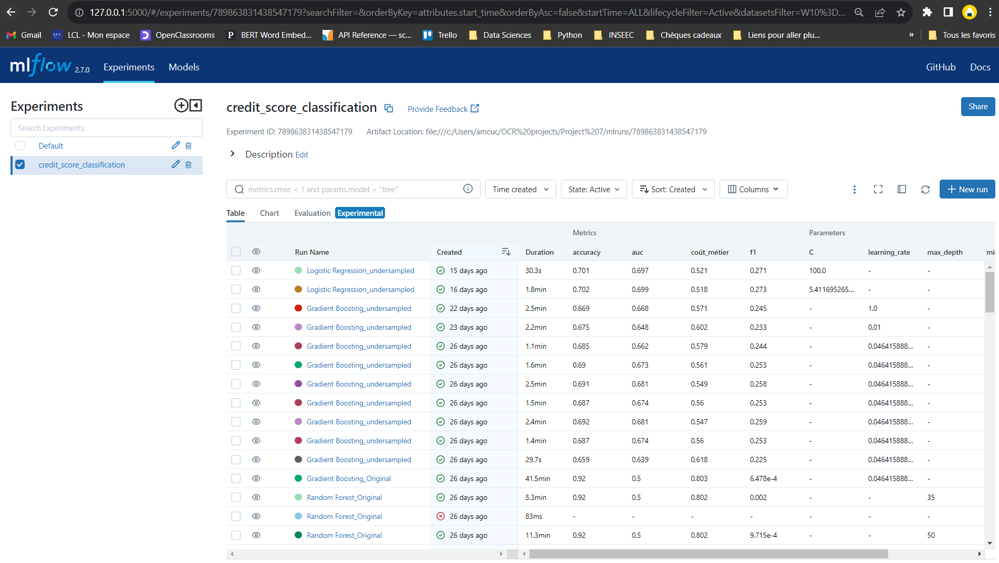 127.0.0.1:5000/#/experiments/789863831438547179?searchFilter=&orderByKey=attributes.start_time&orderByAsc=false&startTime=ALL&lifecycleFilter=Active&datasetsFilter=W10%3D...
Gmail LCL - Mon espace OpenClassrooms BERT Word Embed... API Reference — sc... Trello Data Sciences Python INSEEC Chèques cadeaux Liens pour aller plu... » Tous les favoris
mlflow 2.7.0 Experiments Models GitHub Docs
Experiments
Search Experiments
Default
credit_score_classification
credit_score_classification Provide Feedback Share
Experiment ID: 789863831438547179 Artifact Location: file:///c:/Users/amcuc/OCR%20projects/Project%207/mlruns/789863831438547179
Description Edit
metrics.rmse < 1 and params.model = "tree" Time created State: Active Sort: Created Columns New run
Table Chart Evaluation Experimental
Metrics Parameters
Run Name Created Duration accuracy auc coût_métier f1 C learning_rate max_depth
Logistic Regression_undersampled 15 days ago 30.3s 0.701 0.697 0.521 0.271 100.0 - -
Logistic Regression_undersampled 16 days ago 1.8min 0.702 0.699 0.518 0.273 5.411695265... - -
Gradient Boosting_undersampled 22 days ago 2.5min 0.669 0.668 0.571 0.245 - 1.0 -
Gradient Boosting_undersampled 23 days ago 2.2min 0.675 0.648 0.602 0.233 - 0.01 -
Gradient Boosting_undersampled 26 days ago 1.1min 0.685 0.662 0.579 0.244 - 0.046415888... -
Gradient Boosting_undersampled 26 days ago 1.6min 0.69 0.673 0.561 0.253 - 0.046415888... -
Gradient Boosting_undersampled 26 days ago 2.5min 0.691 0.681 0.549 0.258 - 0.046415888... -
Gradient Boosting_undersampled 26 days ago 1.5min 0.687 0.674 0.56 0.253 - 0.046415888... -
Gradient Boosting_undersampled 26 days ago 2.4min 0.692 0.681 0.547 0.259 - 0.046415888... -
Gradient Boosting_undersampled 26 days ago 1.4min 0.687 0.674 0.56 0.253 - 0.046415888... -
Gradient Boosting_undersampled 26 days ago 29.7s 0.659 0.639 0.618 0.225 - 0.046415888... -
Gradient Boosting_Original 26 days ago 41.5min 0.92 0.5 0.803 6.478e-4 - 0.046415888... -
Random Forest_Original 26 days ago 5.3min 0.92 0.5 0.802 0.002 - - 35
Random Forest_Original 26 days ago 83ms - - - - - - -
Random Forest_Original 26 days ago 11.3min 0.92 0.5 0.802 9.715e-4 - - 50